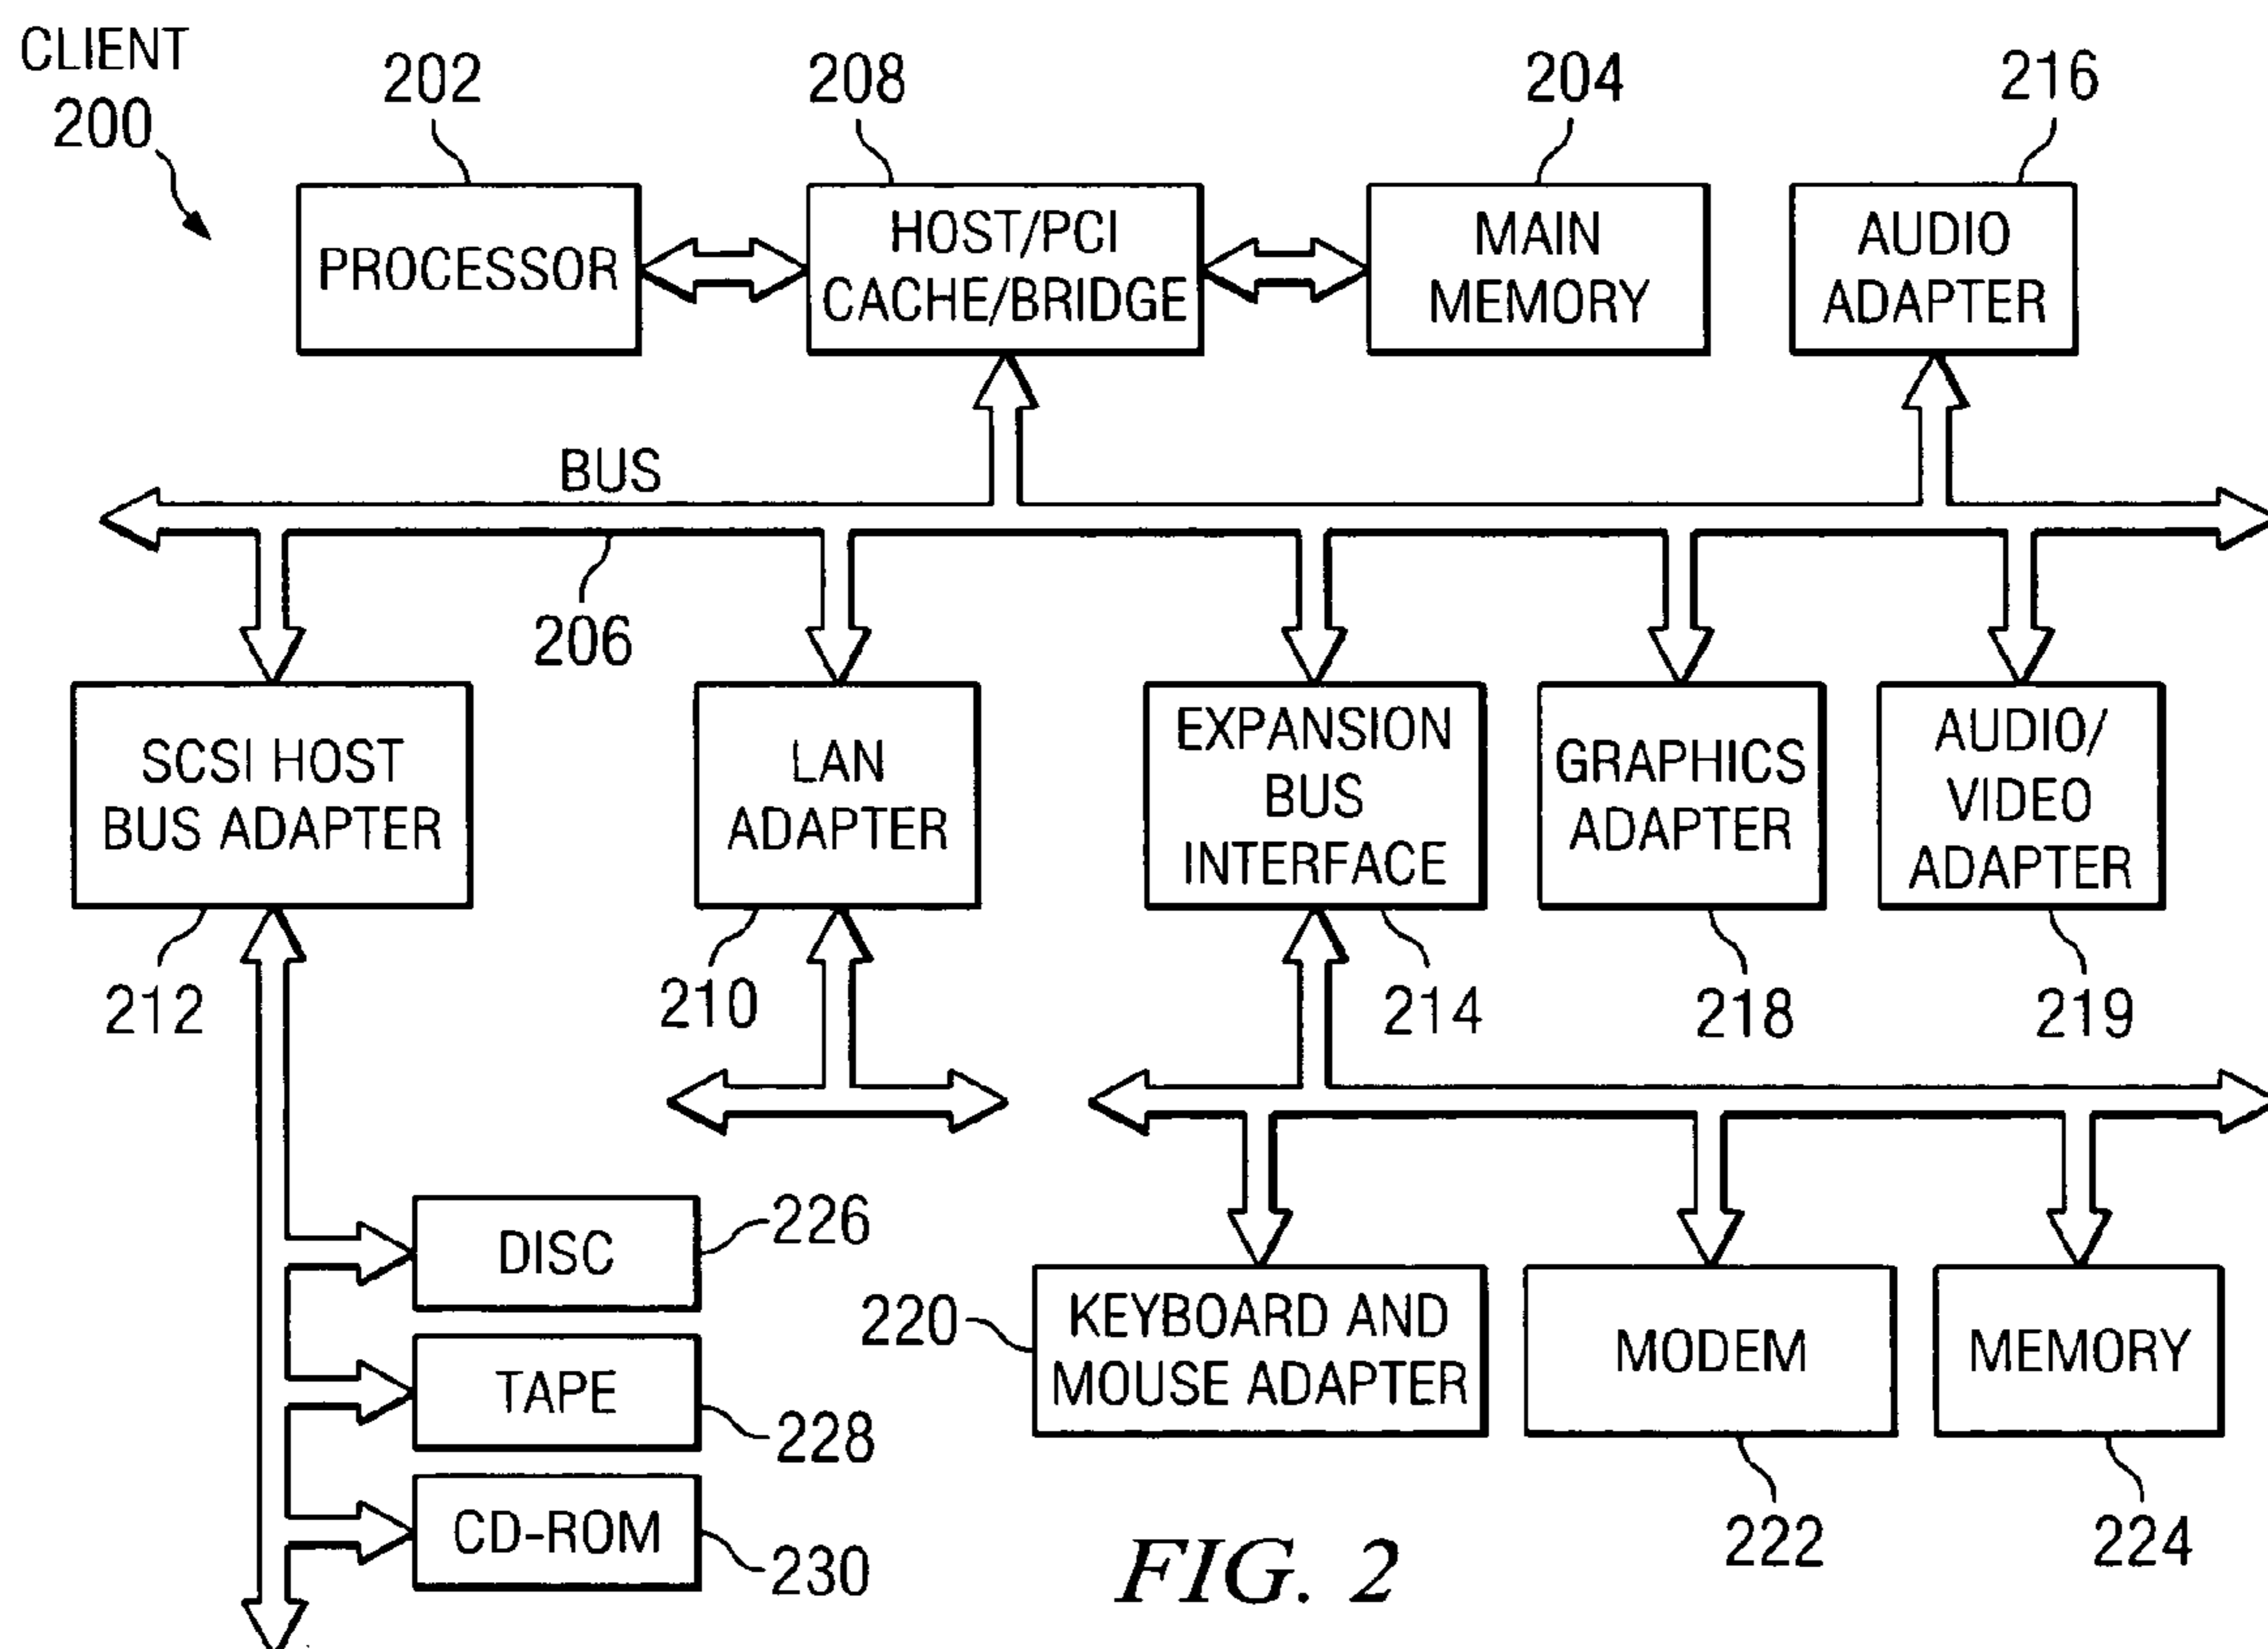 CLIENT
200
202
208
204
216
PROCESSOR
HOST/PCI
CACHE/BRIDGE
MAIN
MEMORY
AUDIO
ADAPTER
BUS
206
SCSI HOST
BUS ADAPTER
LAN
ADAPTER
EXPANSION
BUS
INTERFACE
GRAPHICS
ADAPTER
AUDIO/
VIDEO
ADAPTER
212
210
214
218
219
DISC
226
TAPE
228
CD-ROM
230
220
KEYBOARD AND
MOUSE ADAPTER
MODEM
MEMORY
222
224
FIG. 2